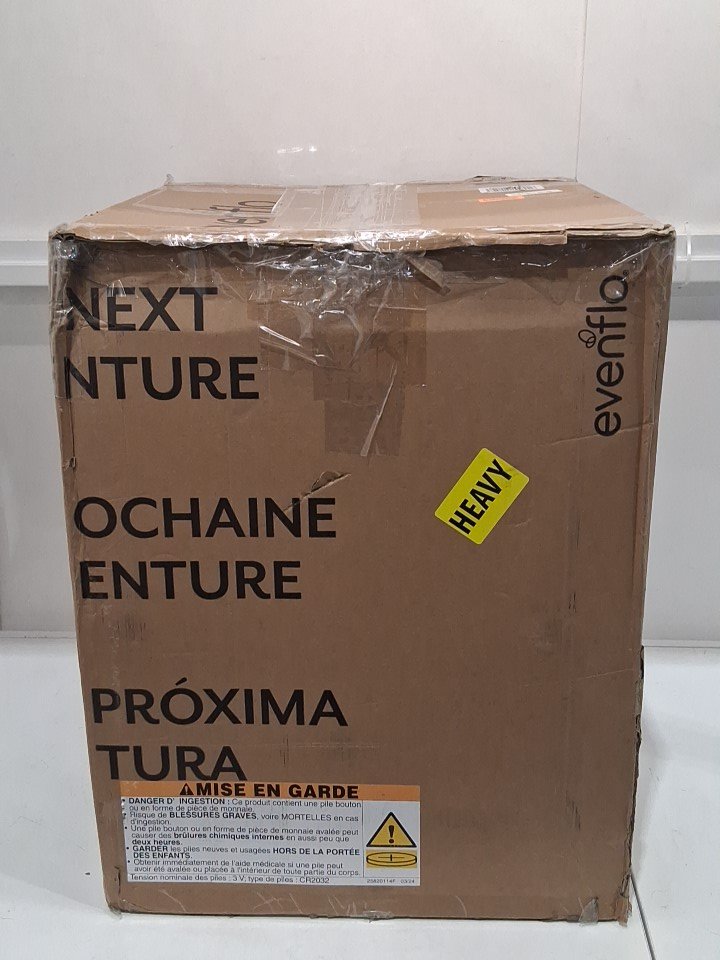 NEXT
NTURE
evenflo®
HEAVY
OCHAINE
ENTURE
PRÓXIMA
TURA
MISE EN GARDE
• DANGER D' INGESTION : Ce produit contient une pile bouton
ou en forme de pièce de monnaie.
• Risque de BLESSURES GRAVES, voire MORTELLES en cas
d'ingestion.
• Une pile bouton ou en forme de pièce de monnaie avalée peut
causer des brûlures chimiques internes en aussi peu que
deux heures.
• GARDER les piles neuves et usagées HORS DE LA PORTÉE
DES ENFANTS.
• Obtenir immédiatement de l'aide médicale si une pile peut
avoir été avalée ou placée à l'intérieur de toute partie du corps.
Tension nominale des piles : 3 V, type de piles : CR2032
25820114F 03/24